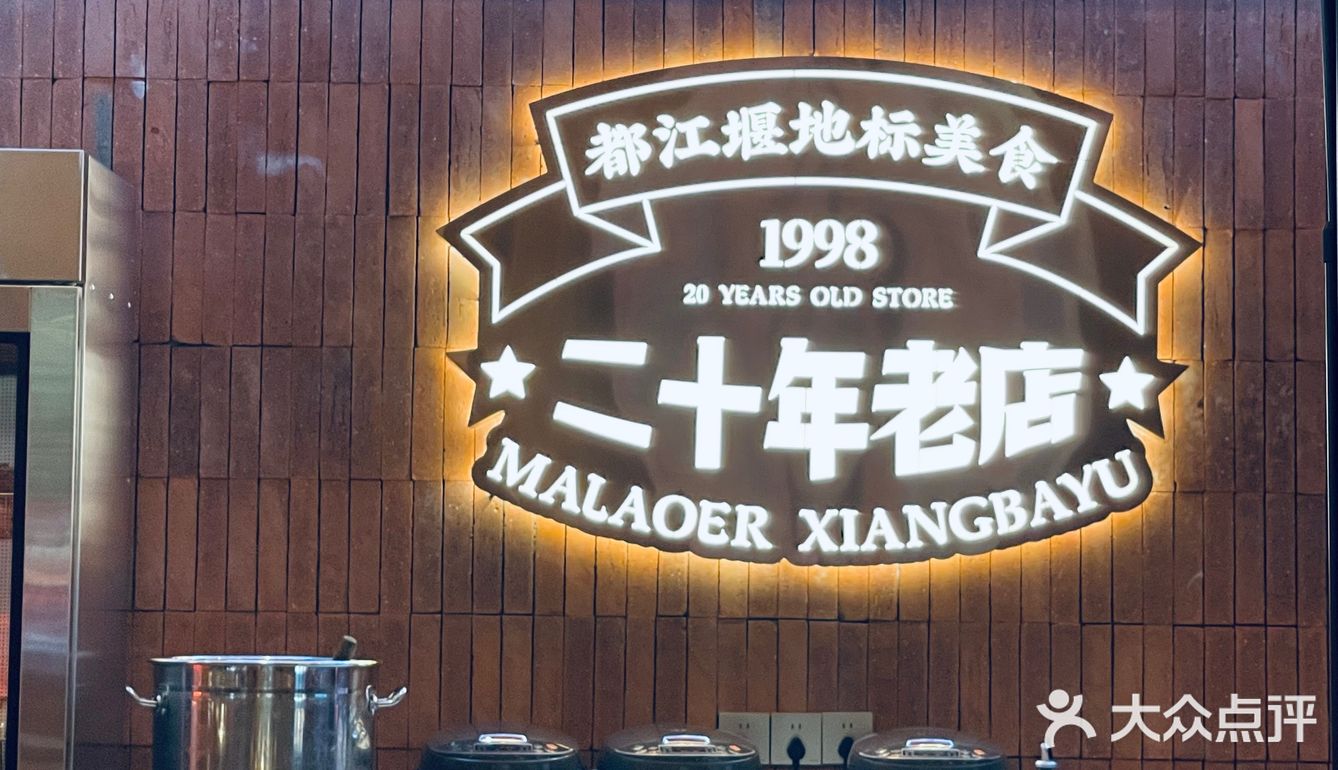 都江堰地标美食
1998
20 YEARS OLD STORE
二十年老店
MALAOER XIANGBAYU
大众点评